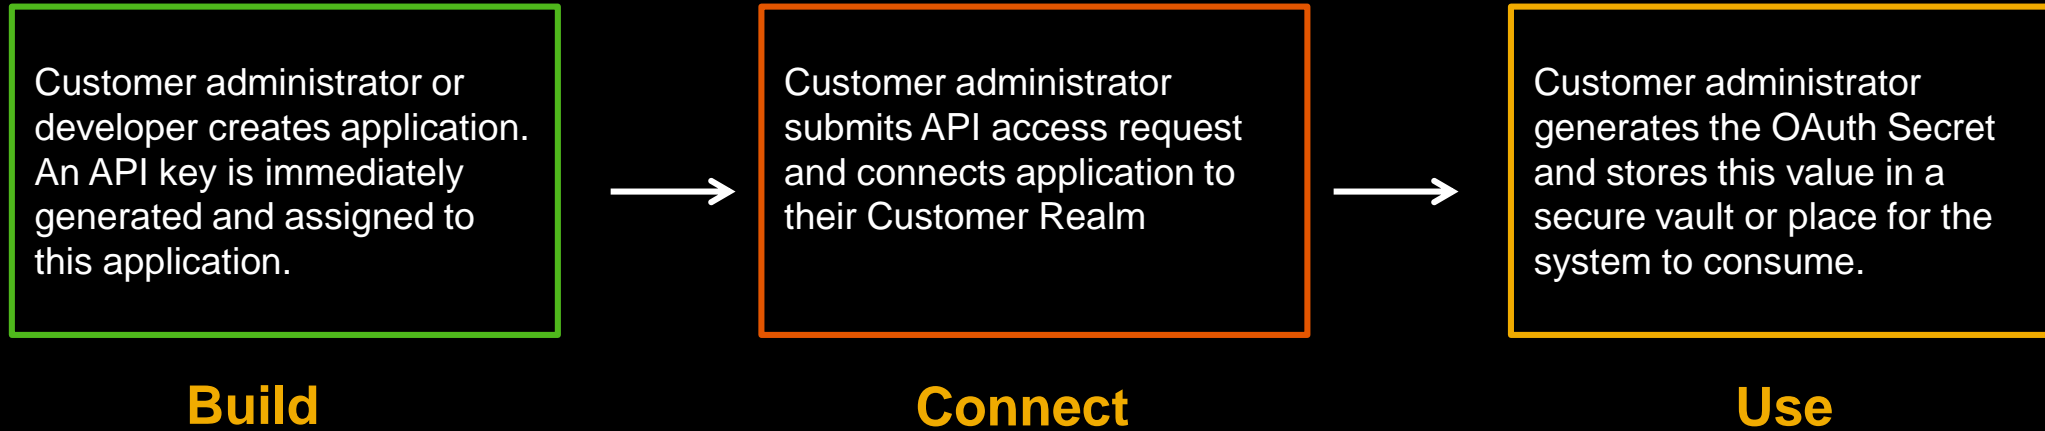 Customer administrator or
developer creates application.
An API key is immediately
generated and assigned to
this application.
Customer administrator
submits API access request
and connects application to
their Customer Realm
Customer administrator
generates the OAuth Secret
and stores this value in a
secure vault or place for the
system to consume.
Build
Connect
Use